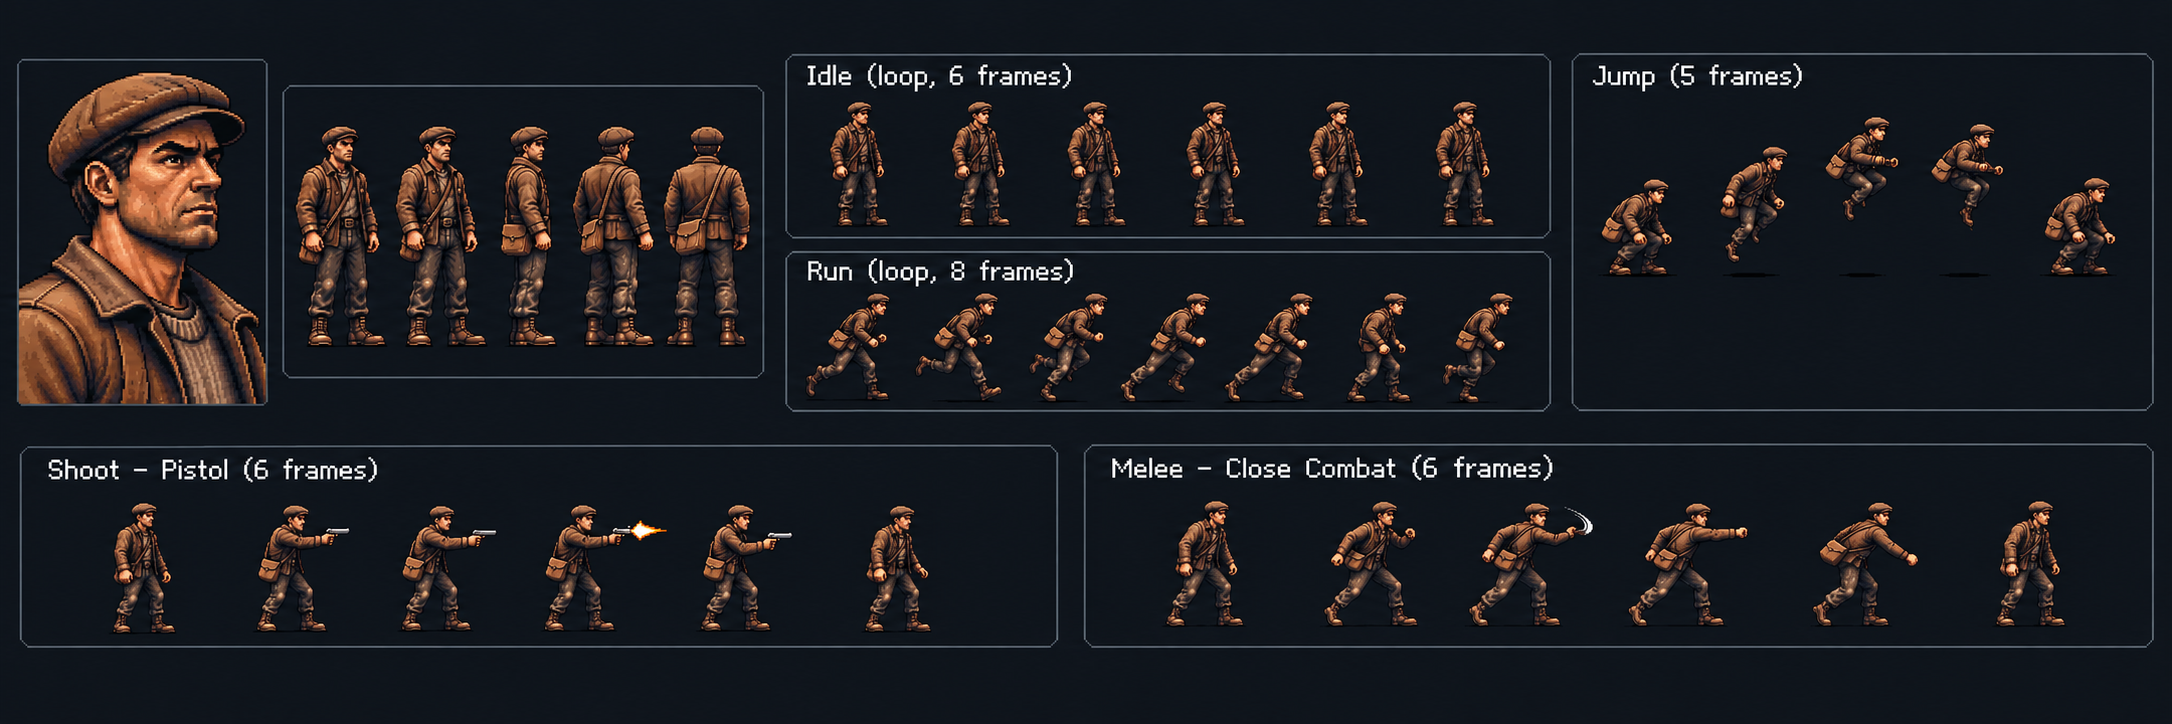 Idle (loop, 6 frames)
Jump (5 frames)
Run (loop, 8 frames)
Shoot - Pistol (6 frames)
Melee - Close Combat (6 frames)